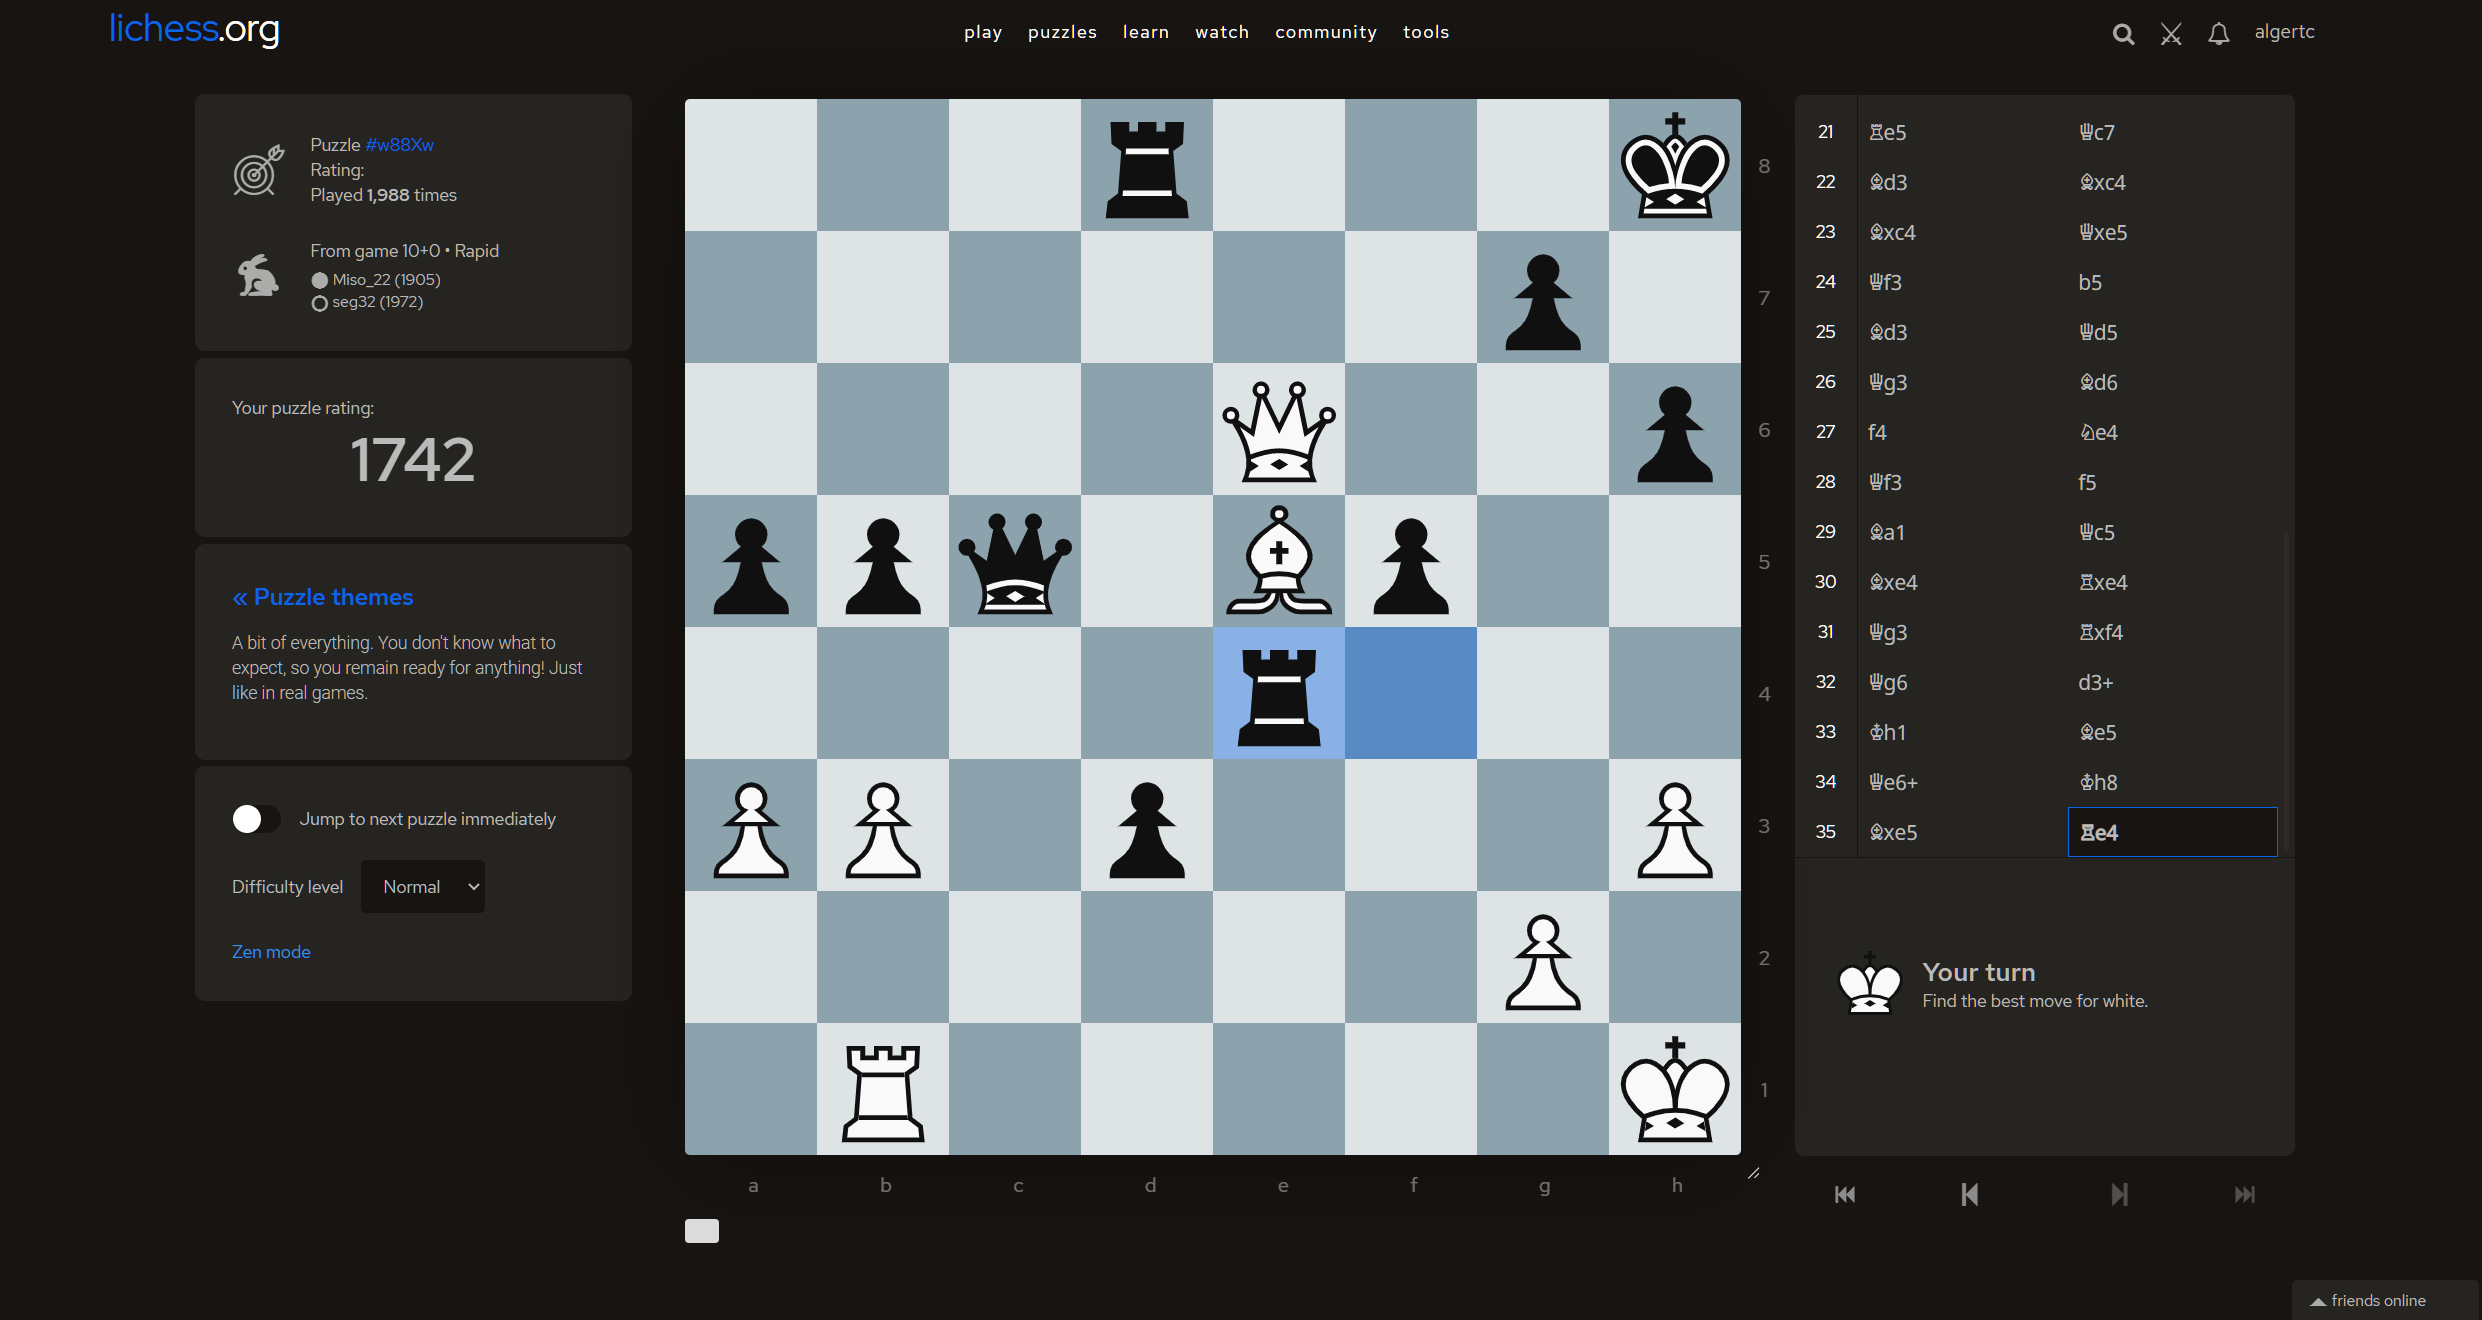 lichess.org
play puzzles learn watch community tools
algertc
Puzzle #w88Xw
Rating:
Played 1,988 times
From game 10+0 • Rapid
Miso_22 (1905)
seg32 (1972)
Your puzzle rating:
1742
« Puzzle themes
A bit of everything. You don't know what to
expect, so you remain ready for anything! Just
like in real games.
Jump to next puzzle immediately
Difficulty level Normal
Zen mode
8
7
6
5
4
3
2
1
a b c d e f g h
21 ♖e5 ♕c7
22 ♗d3 ♗xc4
23 ♗xc4 ♕xe5
24 ♕f3 b5
25 ♗d3 ♕d5
26 ♕g3 ♗d6
27 f4 ♘e4
28 ♕f3 f5
29 ♗a1 ♕c5
30 ♗xe4 ♖xe4
31 ♕g3 ♖xf4
32 ♕g6 d3+
33 ♔h1 ♗e5
34 ♕e6+ ♔h8
35 ♗xe5 ♖e4
Your turn
Find the best move for white.
friends online